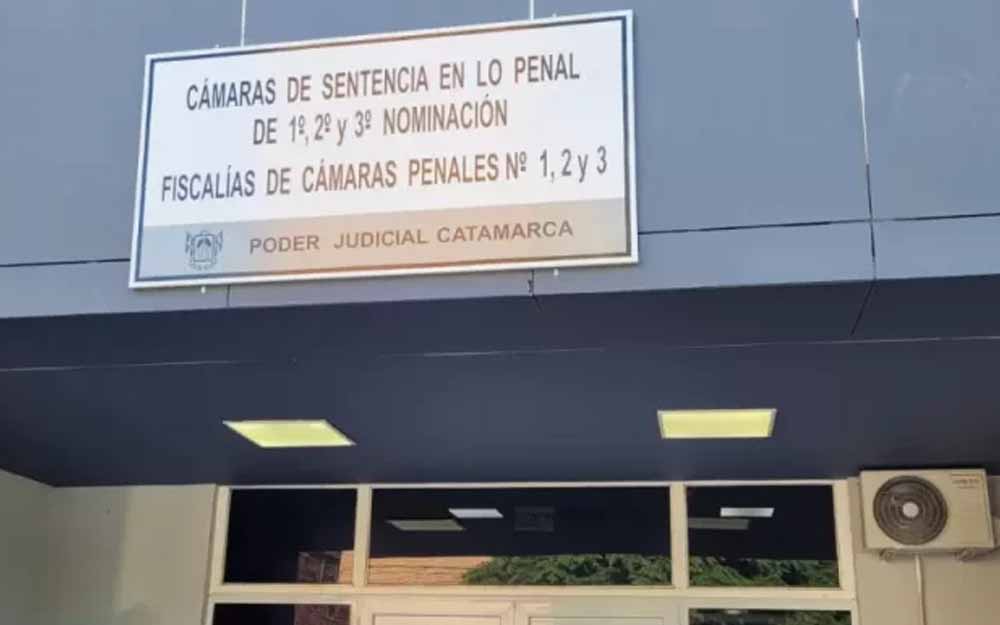 CÁMARAS DE SENTENCIA EN LO PENAL
DE 1º, 2º y 3º NOMINACIÓN
FISCALÍAS DE CÁMARAS PENALES Nº 1, 2 y 3
PODER JUDICIAL CATAMARCA